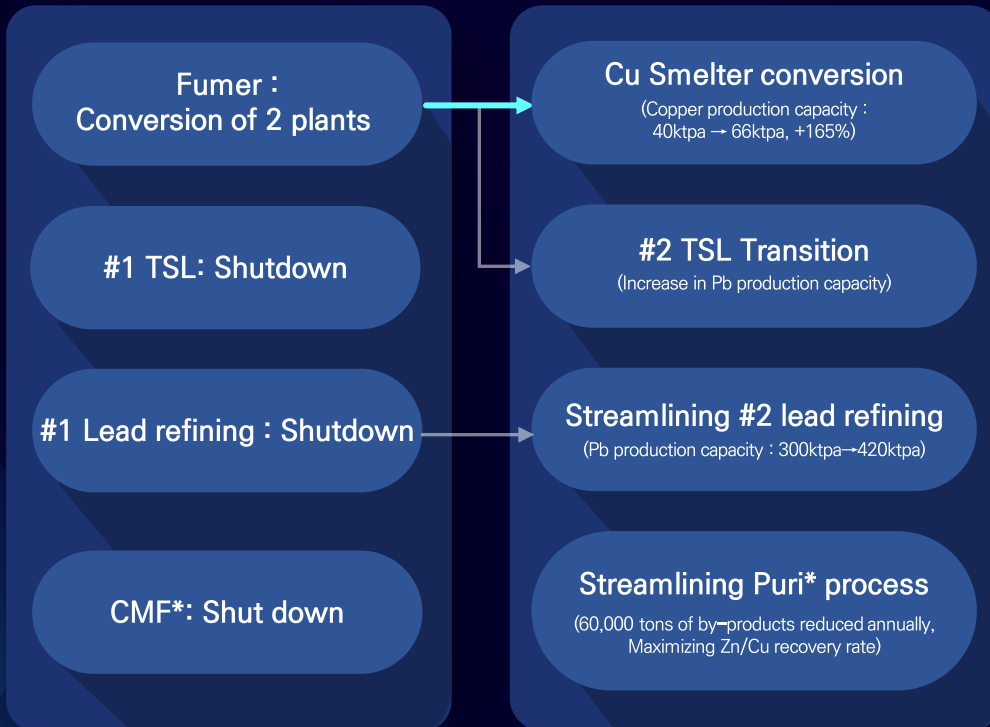 Fumer :
Conversion of 2 plants
#1 TSL: Shutdown
#1 Lead refining : Shutdown
CMF*: Shut down
Cu Smelter conversion
(Copper production capacity :
40ktpa → 66ktpa, +165%)
#2 TSL Transition
(Increase in Pb production capacity)
Streamlining #2 lead refining
(Pb production capacity : 300ktpa→420ktpa)
Streamlining Puri* process
(60,000 tons of by-products reduced annually,
Maximizing Zn/Cu recovery rate)